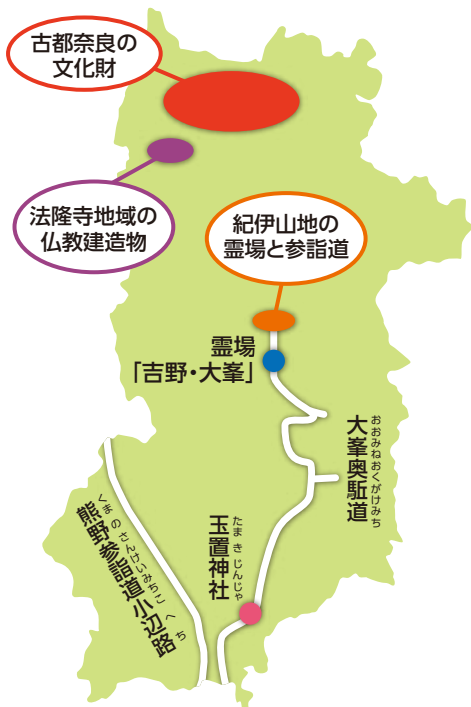 古都奈良の
文化財
法隆寺地域の
仏教建造物
紀伊山地の
霊場と参詣道
霊場
「吉野・大峯」
おおみねおくがけみち
大峯奥駈道
たまきじんじゃ
玉置神社
くまのさんけいみちこへち
熊野参詣道小辺路